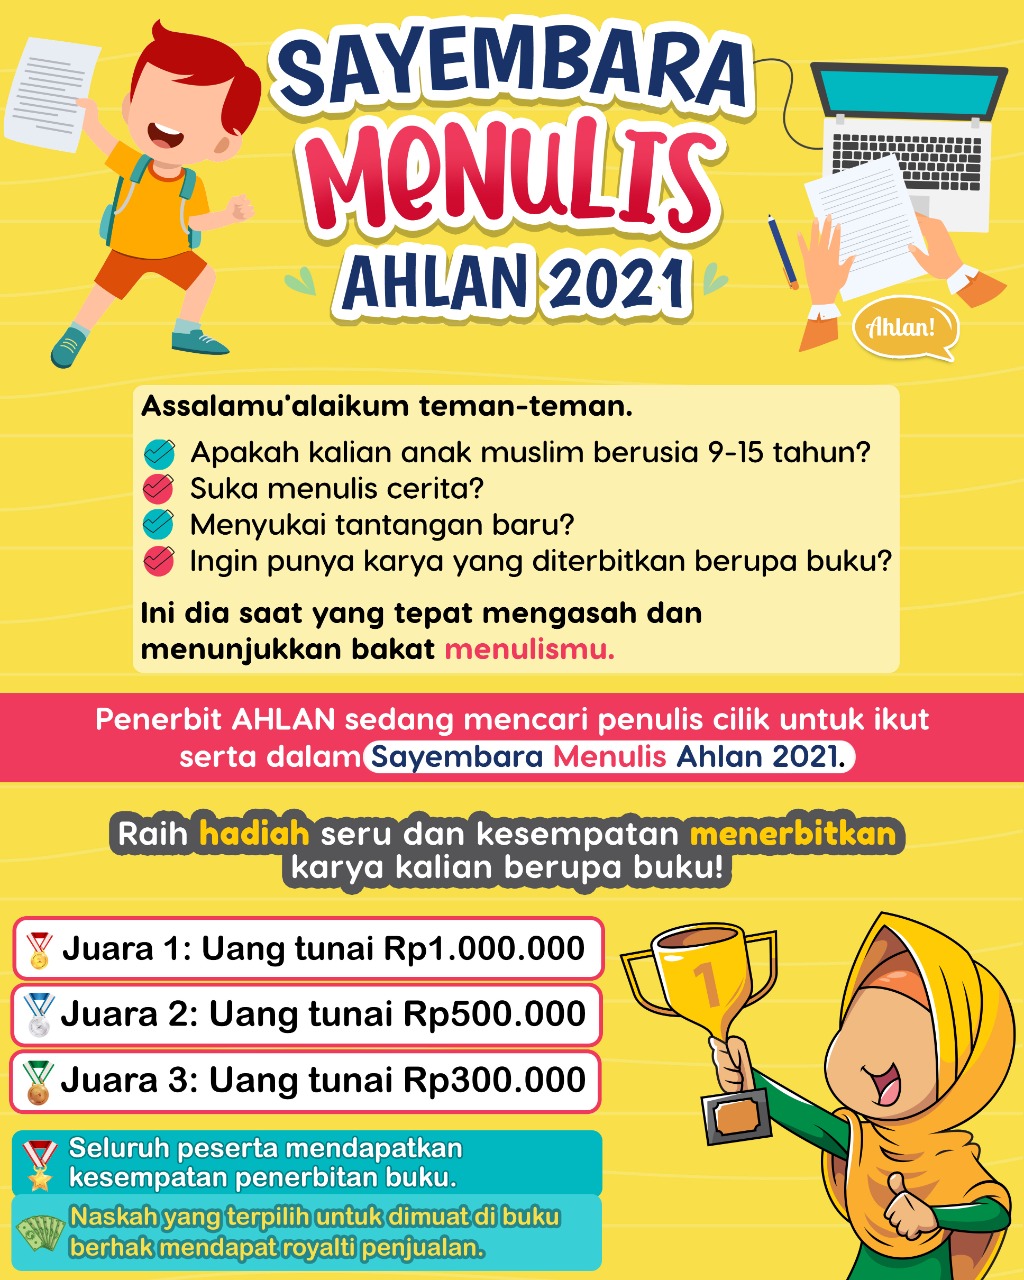 SAYEMBARA
MENULIS
AHLAN 2021
Ahlan!
Assalamu'alaikum teman-teman.
Apakah kalian anak muslim berusia 9-15 tahun?
Suka menulis cerita?
Menyukai tantangan baru?
Ingin punya karya yang diterbitkan berupa buku?
Ini dia saat yang tepat mengasah dan
menunjukkan bakat menulismu.
Penerbit AHLAN sedang mencari penulis cilik untuk ikut
serta dalam Sayembara Menulis Ahlan 2021.
Raih hadiah seru dan kesempatan menerbitkan
karya kalian berupa buku!
Juara 1: Uang tunai Rp1.000.000
Juara 2: Uang tunai Rp500.000
Juara 3: Uang tunai Rp300.000
1
Seluruh peserta mendapatkan
kesempatan penerbitan buku.
Naskah yang terpilih untuk dimuat di buku
berhak mendapat royalti penjualan.